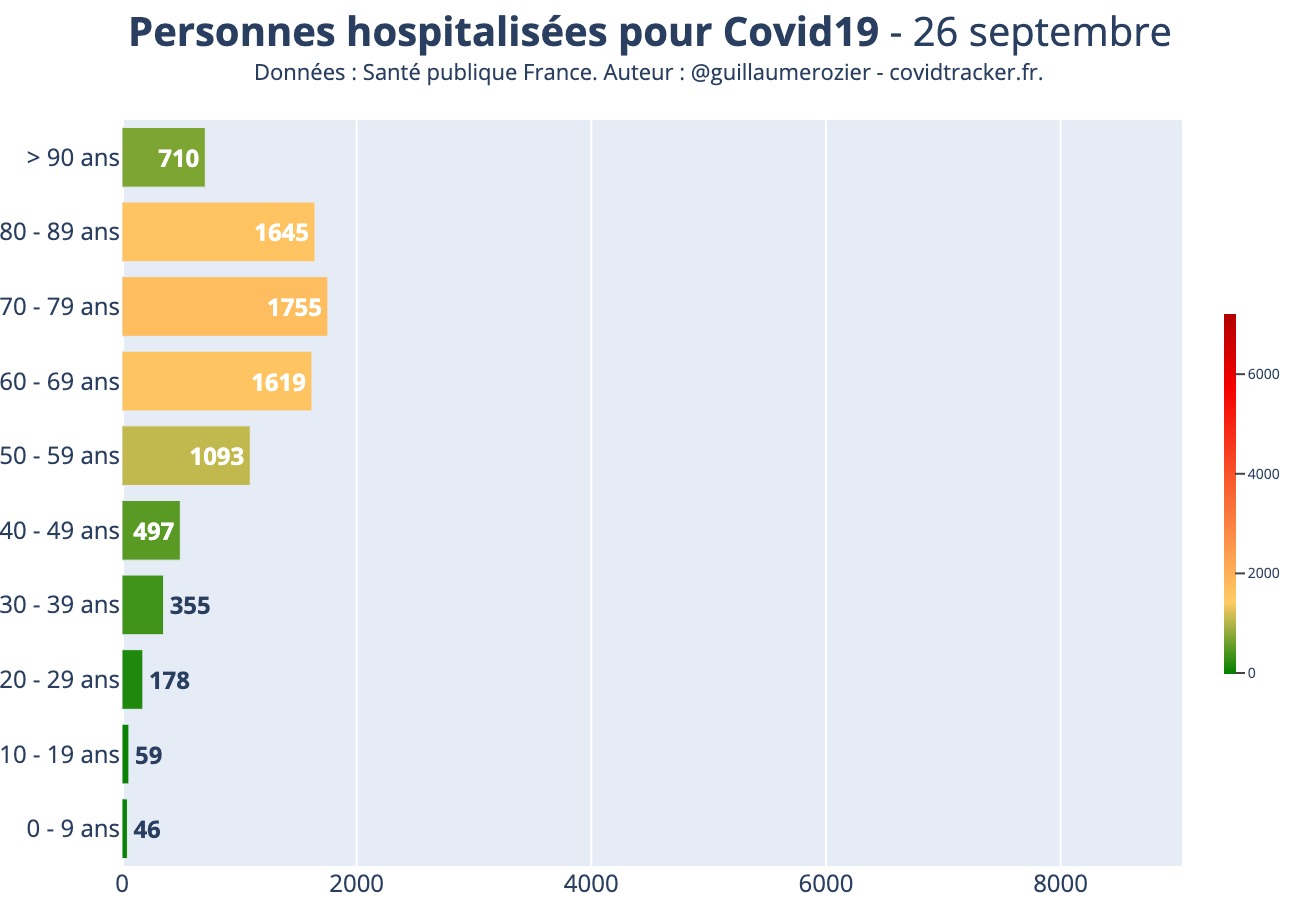 Personnes hospitalisées pour Covid19 - 26 septembre
Données : Santé publique France. Auteur : @guillaumerozier - covidtracker.fr.
> 90 ans 710
80 - 89 ans 1645
70 - 79 ans 1755
60 - 69 ans 1619
50 - 59 ans 1093
40 - 49 ans 497
30 - 39 ans 355
20 - 29 ans 178
10 - 19 ans 59
0 - 9 ans 46
0 2000 4000 6000 8000
6000
4000
2000
0